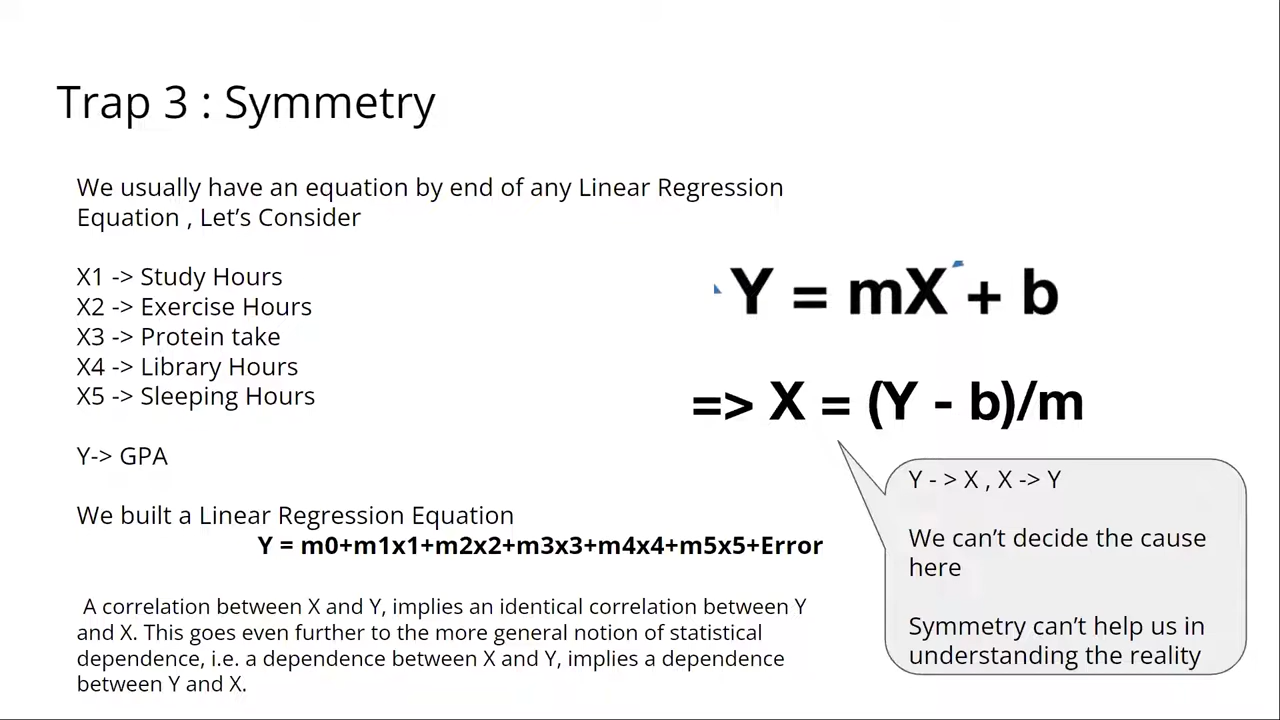 Trap 3 : Symmetry
We usually have an equation by end of any Linear Regression
Equation , Let’s Consider
X1 -> Study Hours
X2 -> Exercise Hours
X3 -> Protein take
X4 -> Library Hours
X5 -> Sleeping Hours
Y-> GPA
We built a Linear Regression Equation
Y = m0+m1x1+m2x2+m3x3+m4x4+m5x5+Error
A correlation between X and Y, implies an identical correlation between Y
and X. This goes even further to the more general notion of statistical
dependence, i.e. a dependence between X and Y, implies a dependence
between Y and X.
Y = mX + b
=> X = (Y - b)/m
Y - > X , X -> Y
We can’t decide the cause
here
Symmetry can’t help us in
understanding the reality